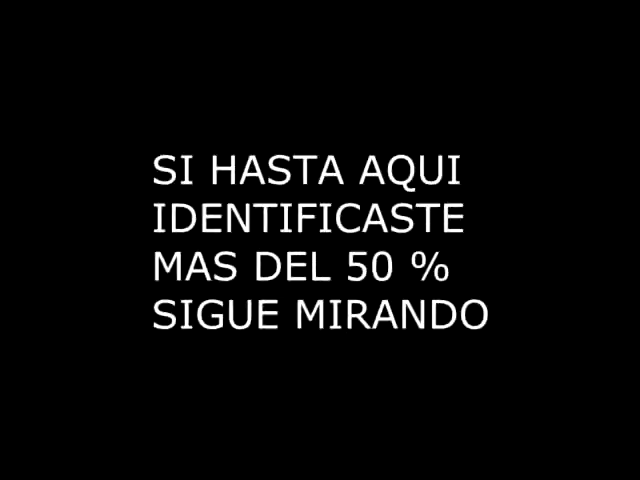 SI HASTA AQUI
IDENTIFICASTE
MAS DEL 50 %
SIGUE MIRANDO